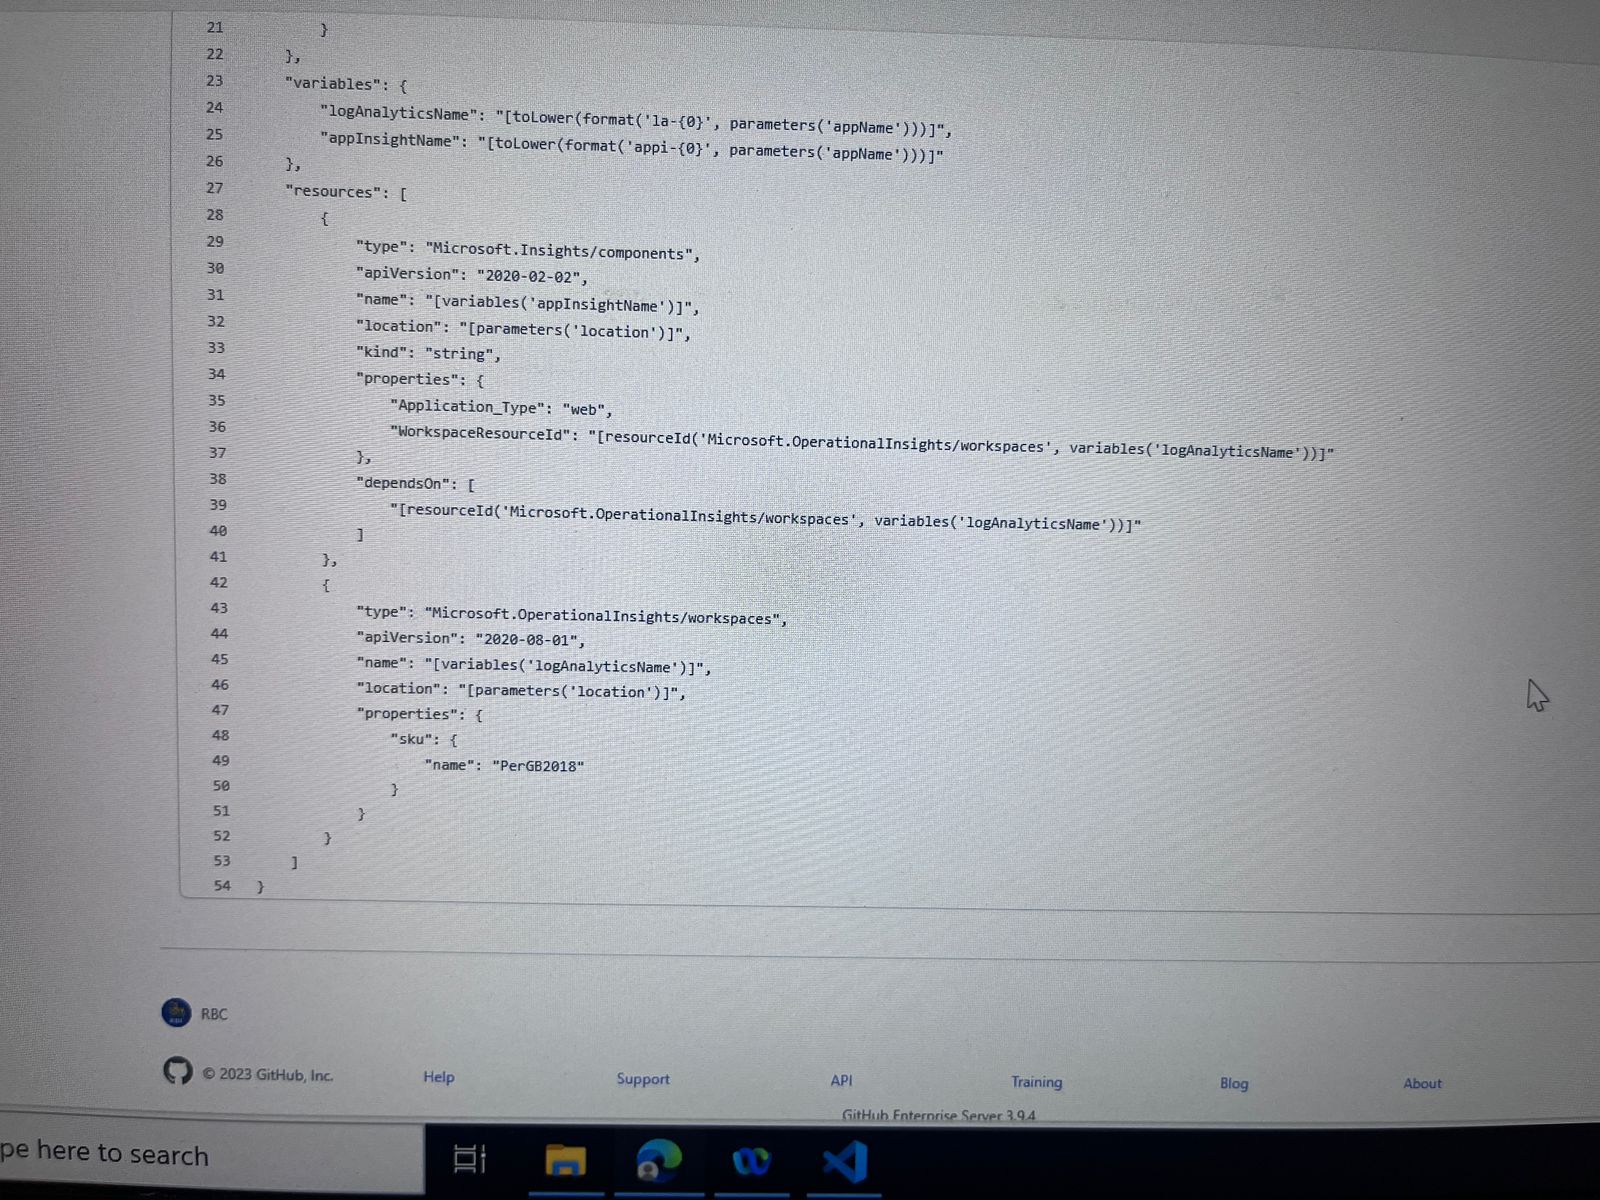 21 }
22 },
23 "variables": {
24 "logAnalyticsName": "[toLower(format('la-{0}', parameters('appName')))]",
25 "appInsightName": "[toLower(format('appi-{0}', parameters('appName')))]"
26 },
27 "resources": [
28 {
29 "type": "Microsoft.Insights/components",
30 "apiVersion": "2020-02-02",
31 "name": "[variables('appInsightName')]",
32 "location": "[parameters('location')]",
33 "kind": "string",
34 "properties": {
35 "Application_Type": "web",
36 "WorkspaceResourceId": "[resourceId('Microsoft.OperationalInsights/workspaces', variables('logAnalyticsName'))]"
37 },
38 "dependsOn": [
39 "[resourceId('Microsoft.OperationalInsights/workspaces', variables('logAnalyticsName'))]"
40 ]
41 },
42 {
43 "type": "Microsoft.OperationalInsights/workspaces",
44 "apiVersion": "2020-08-01",
45 "name": "[variables('logAnalyticsName')]",
46 "location": "[parameters('location')]",
47 "properties": {
48 "sku": {
49 "name": "PerGB2018"
50 }
51 }
52 }
53 ]
54 }
RBC
© 2023 GitHub, Inc. Help Support API Training Blog About
GitHub Enterprise Server 3.9.4
pe here to search